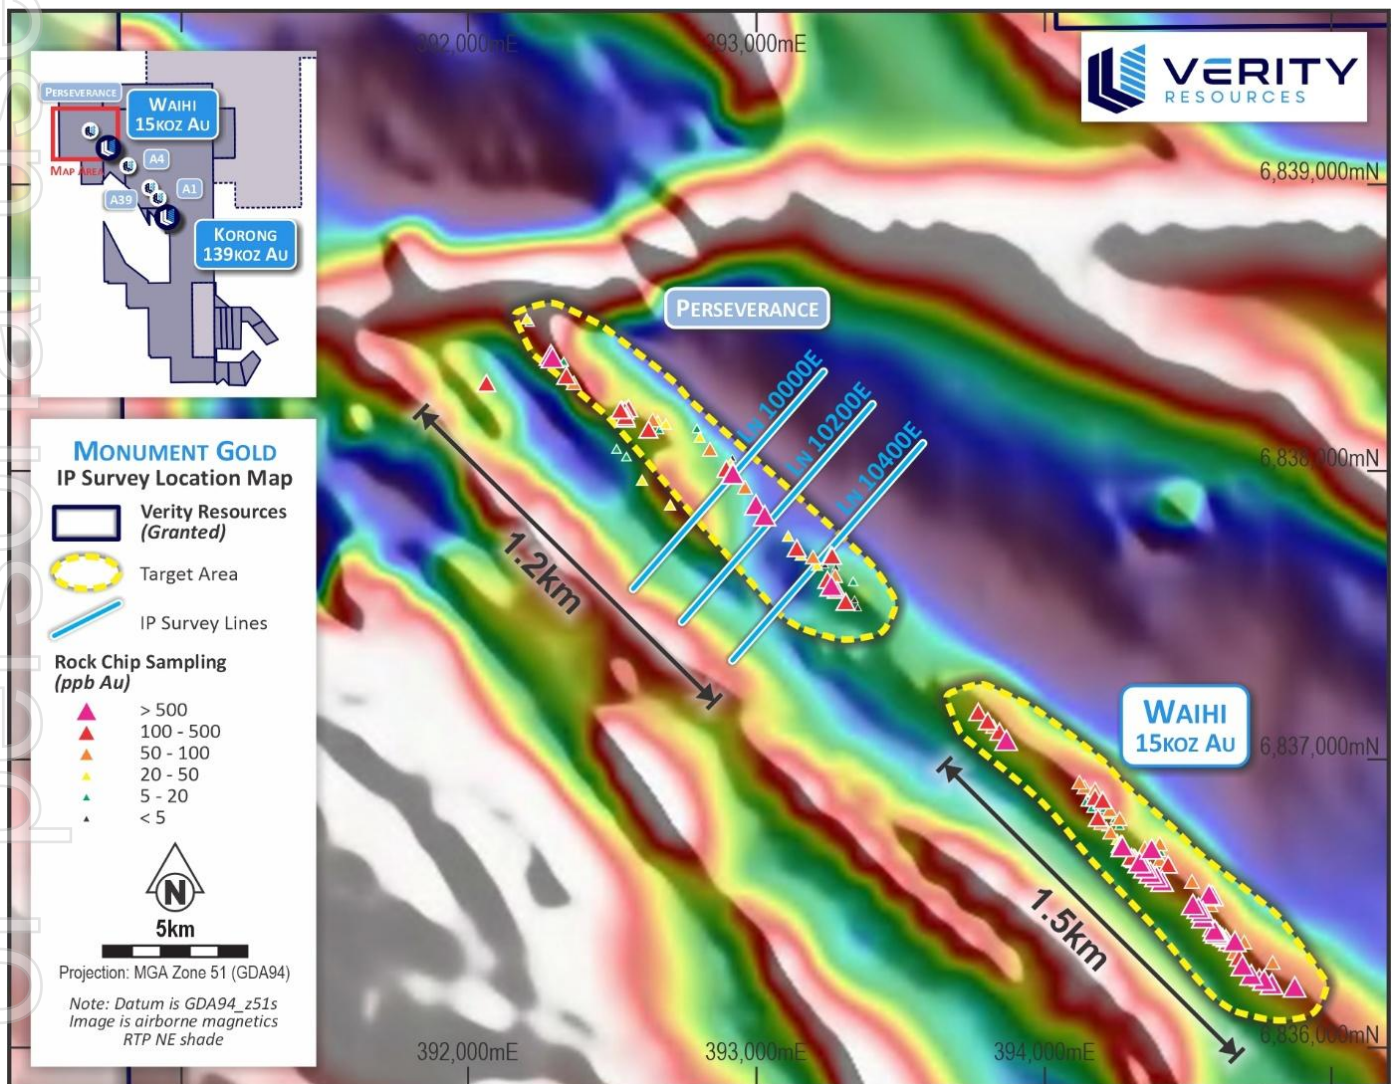 392,000mE
393,000mE
VERITY
RESOURCES
PERSEVERANCE
WAIHI
15KOZ AU
MAP AREA
A4
A1
A39
KORONG
139KOZ AU
6,839,000mN
PERSEVERANCE
LN 10000E
LN 10200E
LN 10400E
6,838,000mN
1.2km
MONUMENT GOLD
IP Survey Location Map
Verity Resources
(Granted)
Target Area
IP Survey Lines
Rock Chip Sampling
(ppb Au)
> 500
100 - 500
50 - 100
20 - 50
5 - 20
< 5
N
5km
Projection: MGA Zone 51 (GDA94)
Note: Datum is GDA94_z51s
Image is airborne magnetics
RTP NE shade
WAIHI
15KOZ AU
6,837,000mN
1.5km
6,836,000mN
392,000mE
393,000mE
394,000mE